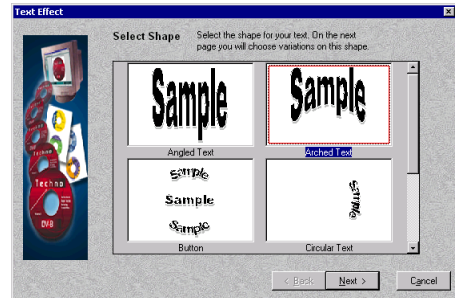 Text Effect
Select Shape
Select the shape for your text. On the next
page you will choose variations on this shape.
Sample
Sample
Angled Text
Arched Text
Sample
Sample
Sample
Sample
Button
Circular Text
Techno
DV-B
< Back
Next >
Cancel